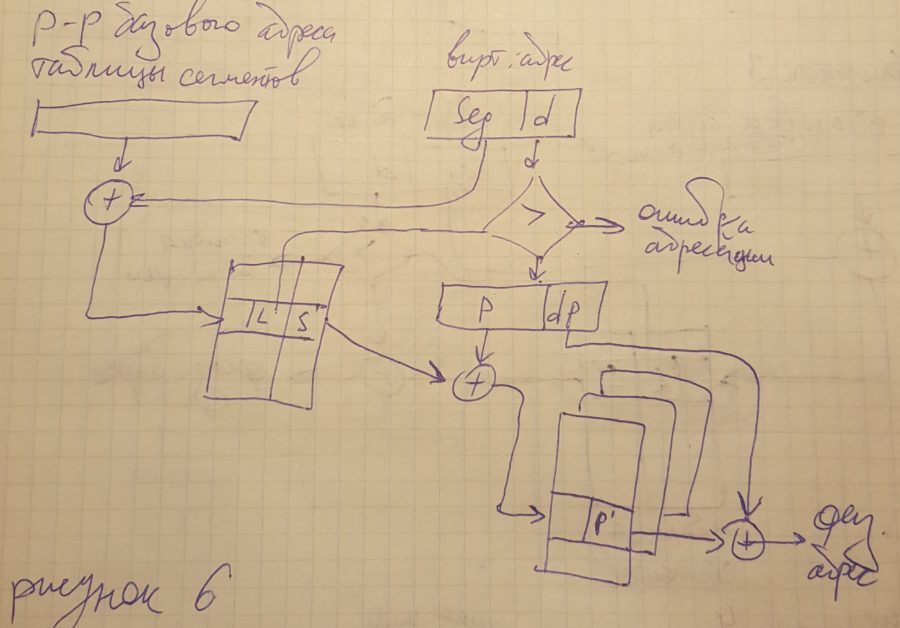 р-р базового адреса
таблицы сегментов
вирт. адрес
Seg d
+
>
ошибка
адресации
L S
P dp
+
P'
+
физ.
адрес
рисунок 6